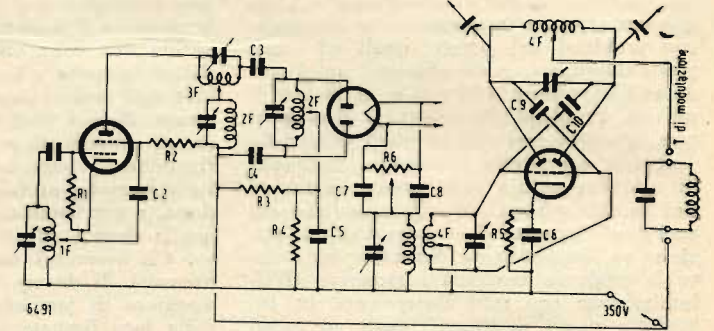 4F
C3
3F
2F
2F
C9
C10
T di modulazione
R2
C4
R6
R1
C2
C7
C8
R3
R4
C5
4F
R5
C6
1F
6491
350V